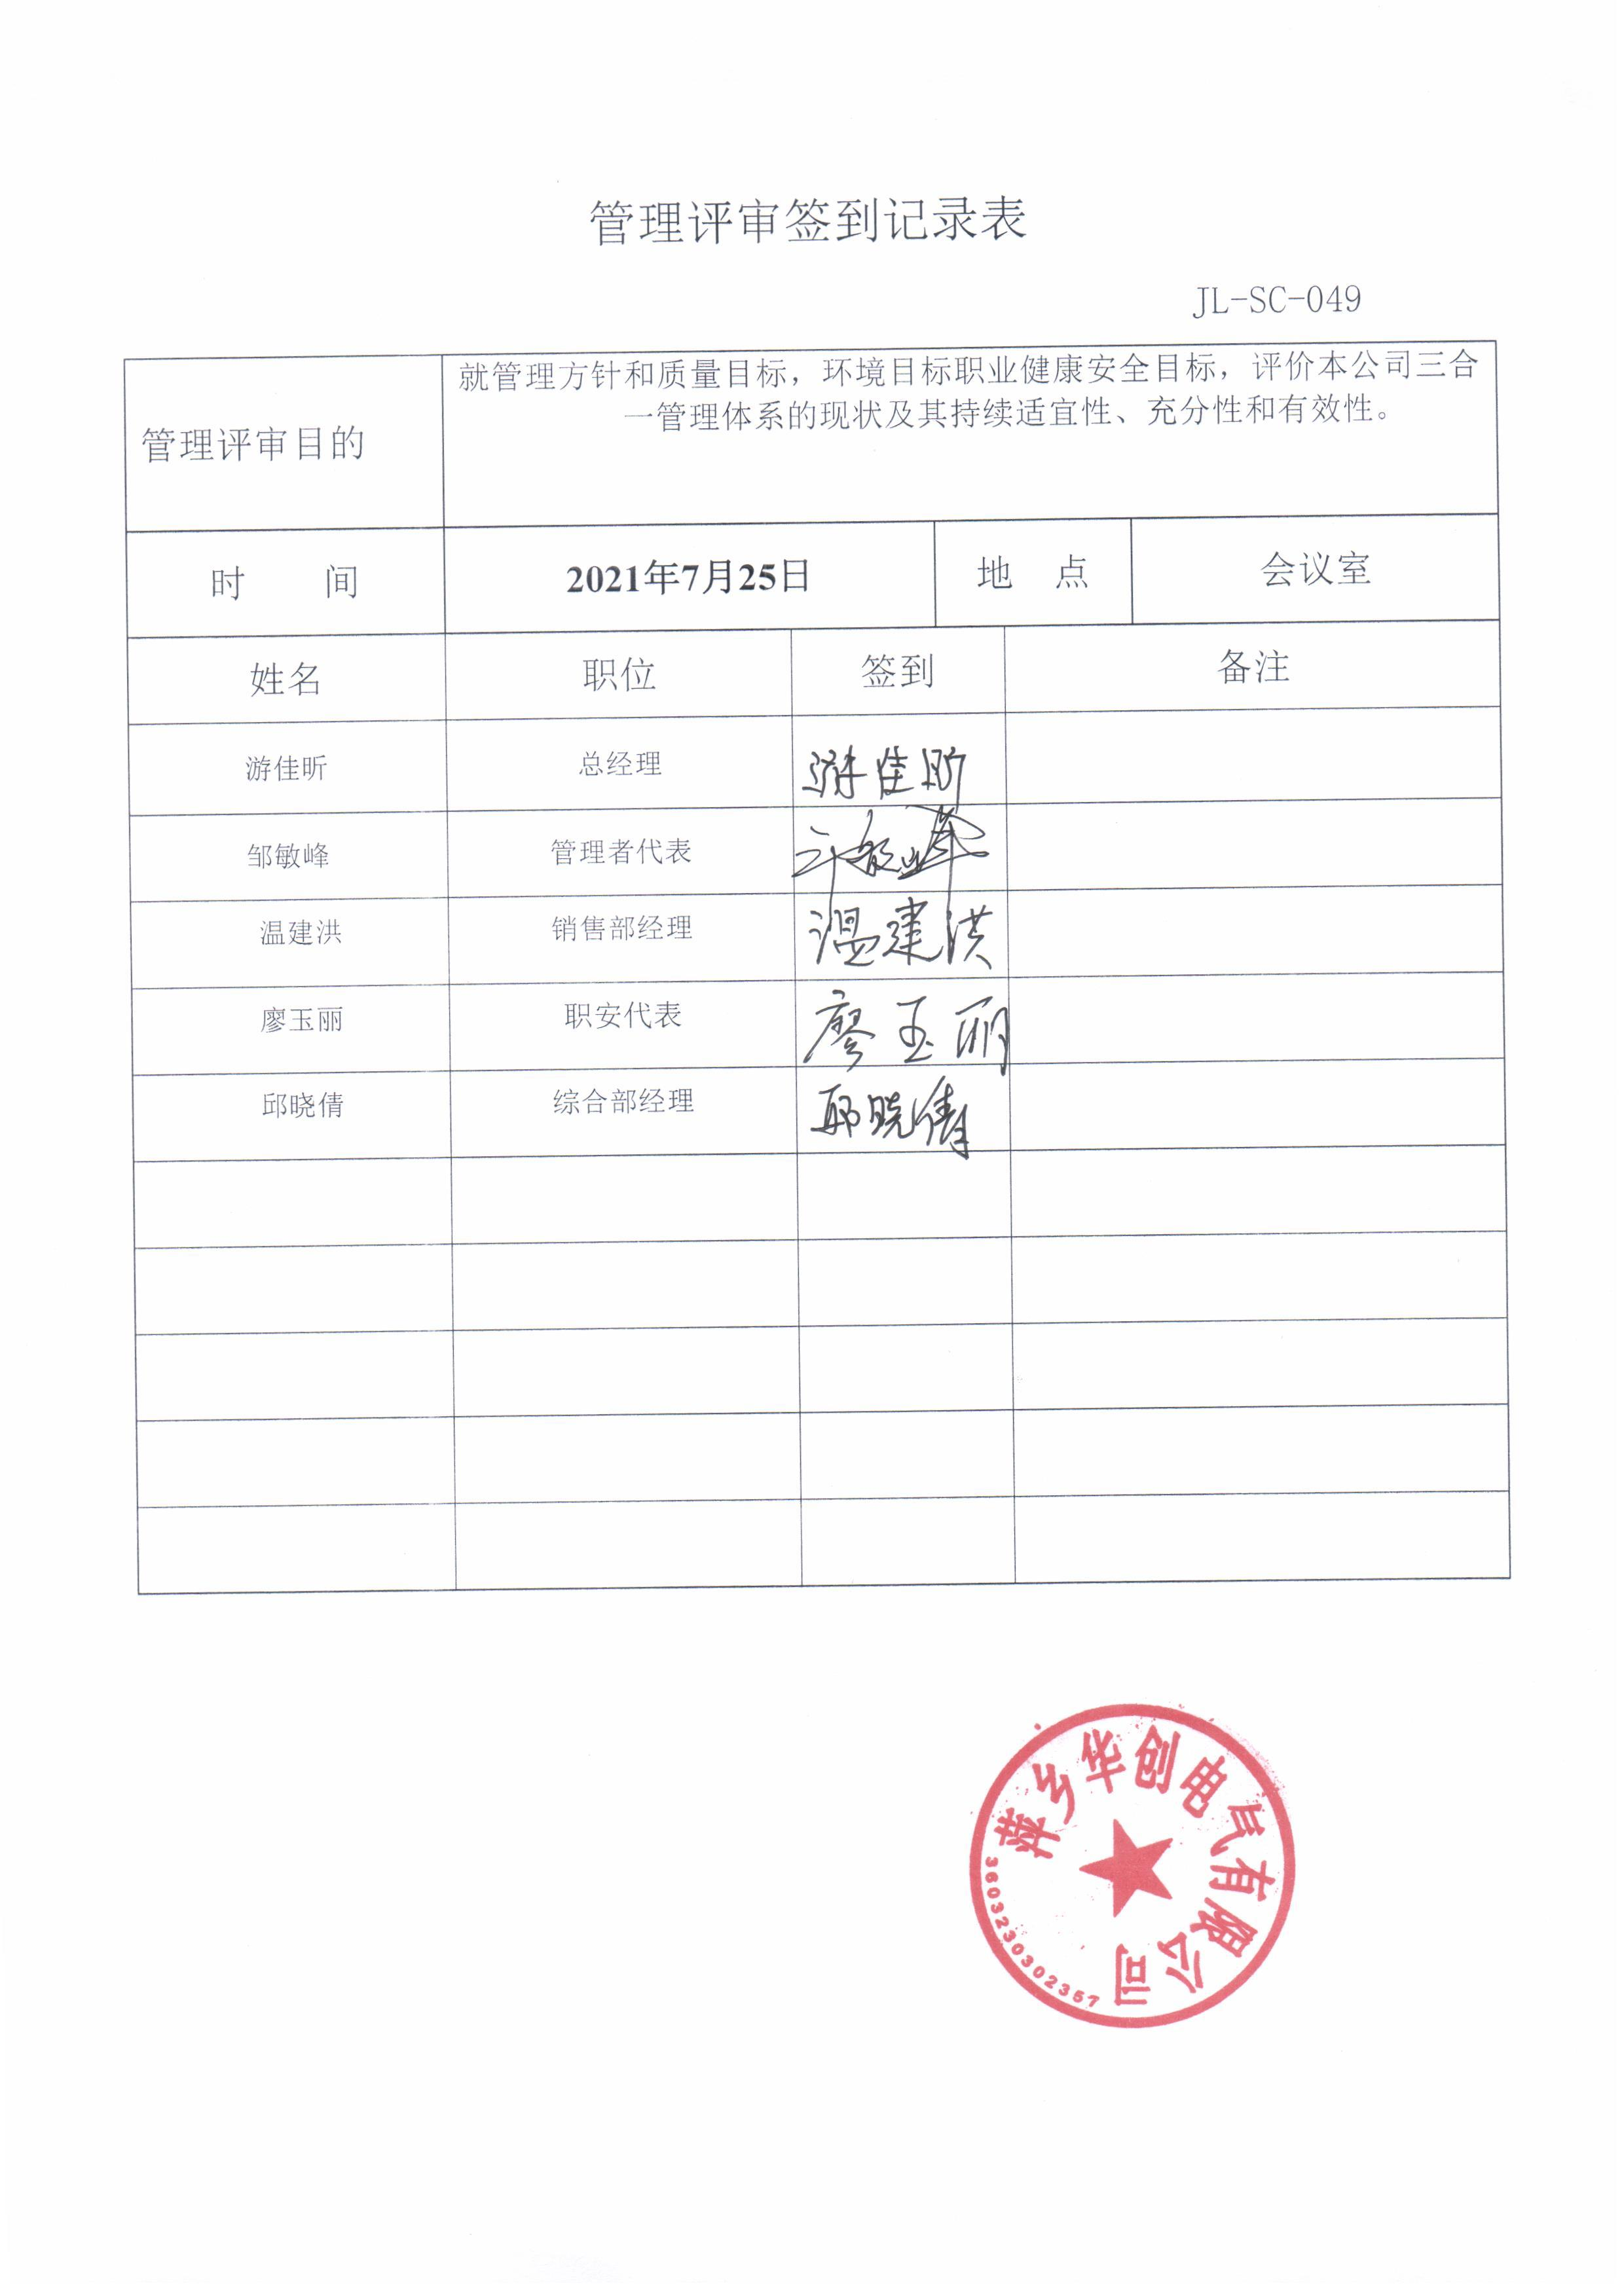 管理评审签到记录表
JL-SC-049
管理评审目的
就管理方针和质量目标，环境目标职业健康安全目标，评价本公司三合
一管理体系的现状及其持续适宜性、充分性和有效性。
时 间 2021年7月25日 地 点 会议室
姓名 职位 签到 备注
游佳昕 总经理 游佳昕
邹敏峰 管理者代表 邹敏峰
温建洪 销售部经理 温建洪
廖玉丽 职安代表 廖玉丽
邱晓倩 综合部经理 邱晓倩
萍乡华创电气有限公司
3603230302357